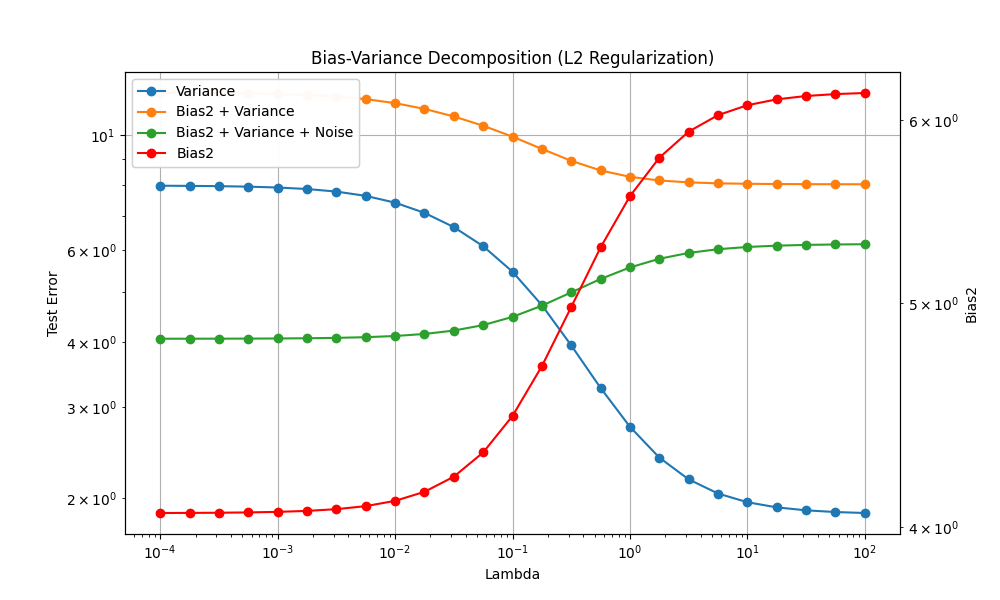 Bias-Variance Decomposition (L2 Regularization)
Variance
Bias2 + Variance
Bias2 + Variance + Noise
Bias2
10¹
6 × 10⁰
4 × 10⁰
3 × 10⁰
2 × 10⁰
Test Error
6 × 10⁰
5 × 10⁰
4 × 10⁰
Bias2
10⁻⁴ 10⁻³ 10⁻² 10⁻¹ 10⁰ 10¹ 10²
Lambda